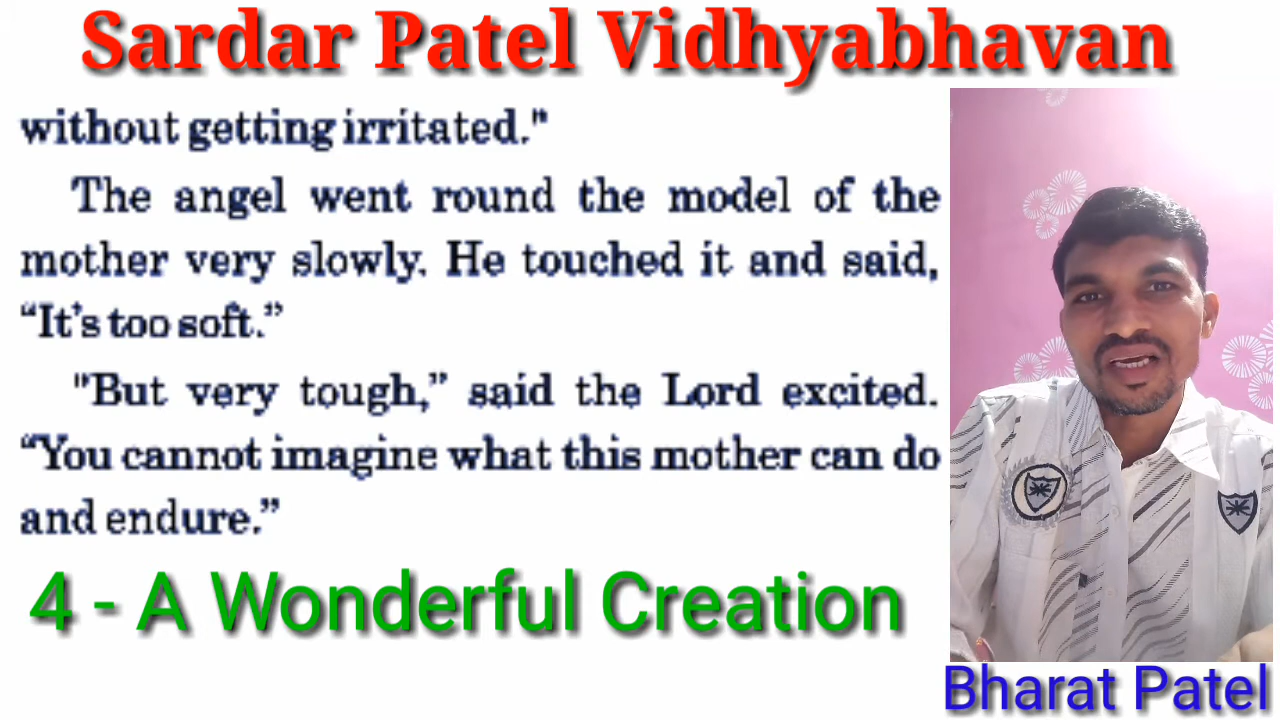 Sardar Patel Vidhyabhavan
without getting irritated."
The angel went round the model of the
mother very slowly. He touched it and said,
“It’s too soft.”
"But very tough,” said the Lord excited.
“You cannot imagine what this mother can do
and endure.”
4 - A Wonderful Creation
Bharat Patel